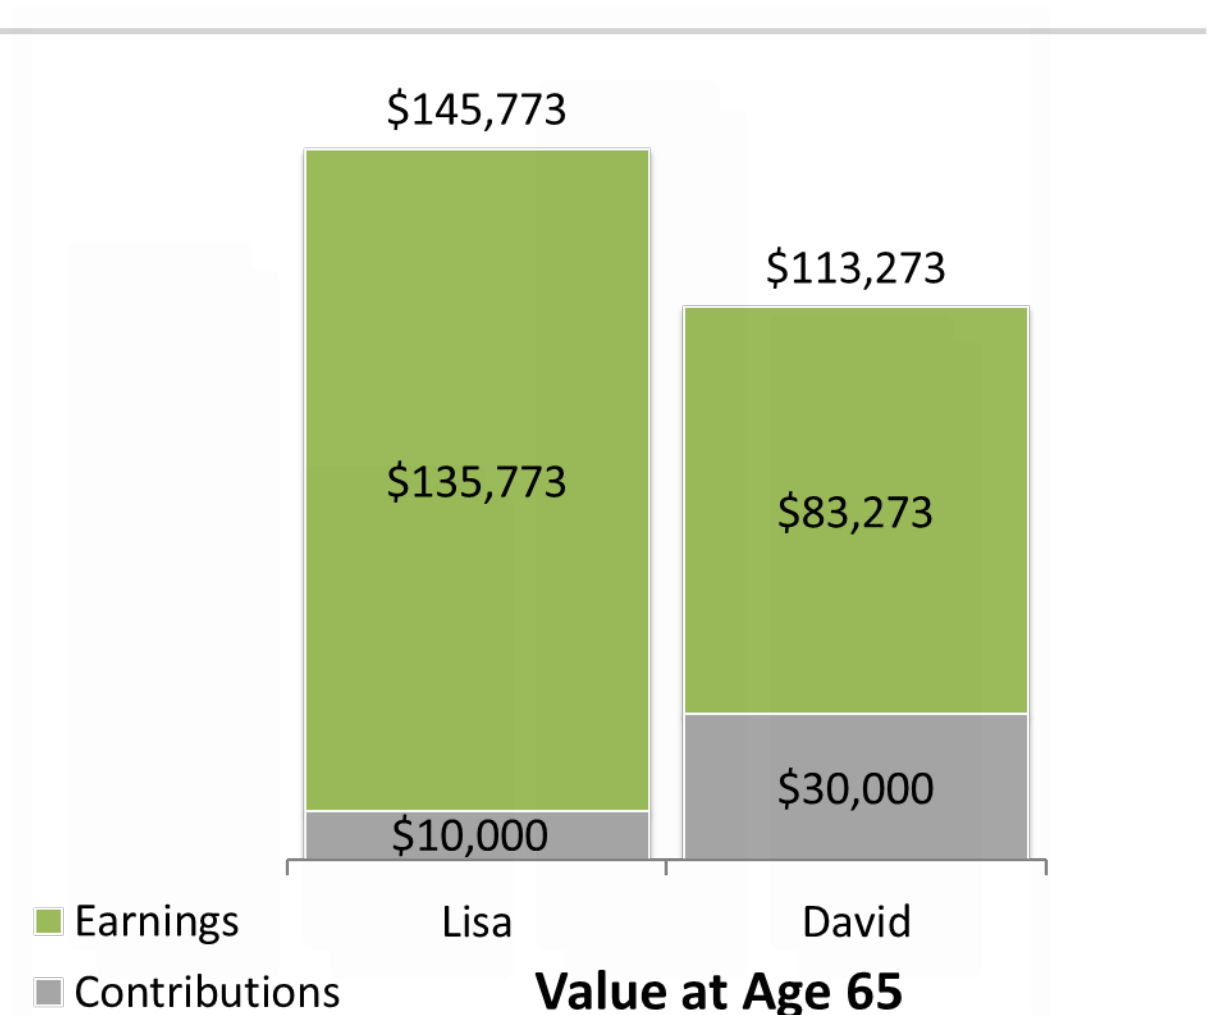 $145,773
$113,273
$135,773
$83,273
$30,000
$10,000
Earnings
Lisa
David
Contributions
Value at Age 65